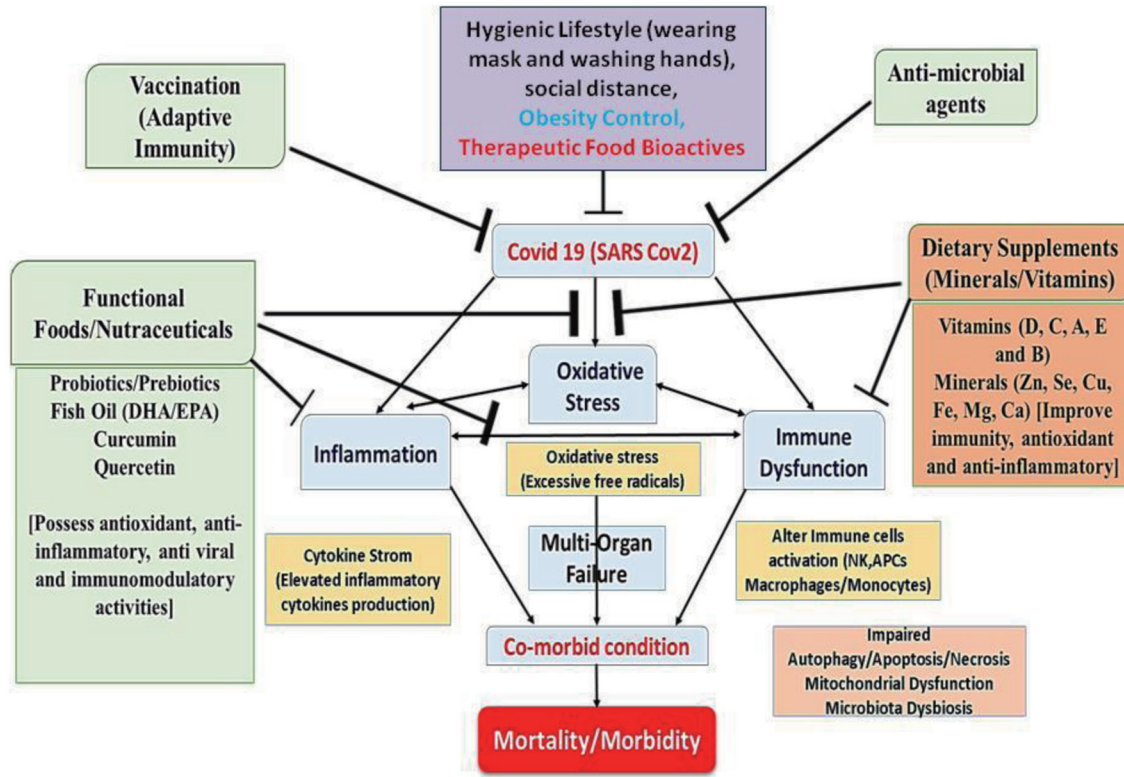 Hygienic Lifestyle (wearing
mask and washing hands),
social distance,
Obesity Control,
Therapeutic Food Bioactives
Vaccination
(Adaptive
Immunity)
Anti-microbial
agents
Covid 19 (SARS Cov2)
Functional
Foods/Nutraceuticals
Probiotics/Prebiotics
Fish Oil (DHA/EPA)
Curcumin
Quercetin
[Possess antioxidant, anti-
inflammatory, anti viral
and immunomodulatory
activities]
Dietary Supplements
(Minerals/Vitamins)
Vitamins (D, C, A, E
and B)
Minerals (Zn, Se, Cu,
Fe, Mg, Ca) [Improve
immunity, antioxidant
and anti-inflammatory]
Oxidative
Stress
Inflammation
Immune
Dysfunction
Oxidative stress
(Excessive free radicals)
Multi-Organ
Failure
Cytokine Strom
(Elevated inflammatory
cytokines production)
Alter Immune cells
activation (NK,APCs
Macrophages/Monocytes)
Co-morbid condition
Impaired
Autophagy/Apoptosis/Necrosis
Mitochondrial Dysfunction
Microbiota Dysbiosis
Mortality/Morbidity